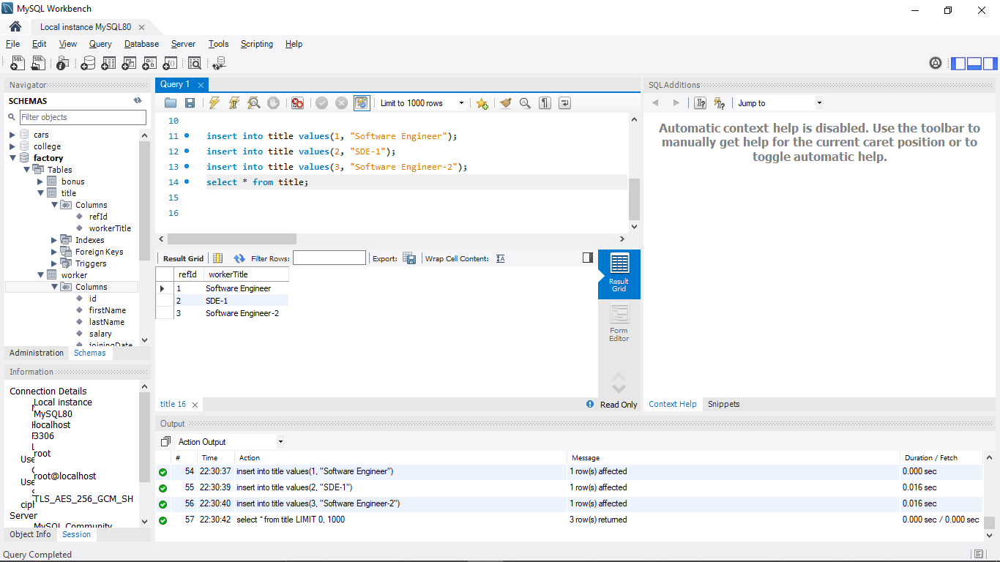 MySQL Workbench
Local instance MySQL80
File Edit View Query Database Server Tools Scripting Help
Navigator
SCHEMAS
Filter objects
cars
college
factory
Tables
bonus
title
Columns
refId
workerTitle
Indexes
Foreign Keys
Triggers
worker
Columns
id
firstName
lastName
salary
joiningDate
Administration Schemas
Information
Connection Details
Local instance
MySQL80
localhost
3306
root
Use
root@localhost
Use
TLS_AES_256_GCM_SH
ciph
Server
MySQL Community
Object Info Session
Query 1
Limit to 1000 rows
10
11 insert into title values(1, "Software Engineer");
12 insert into title values(2, "SDE-1");
13 insert into title values(3, "Software Engineer-2");
14 select * from title;
15
16
Result Grid Filter Rows: Export: Wrap Cell Content:
refId workerTitle
1 Software Engineer
2 SDE-1
3 Software Engineer-2
Result
Grid
Form
Editor
title 16
Read Only
SQLAdditions
Jump to
Automatic context help is disabled. Use the toolbar to
manually get help for the current caret position or to
toggle automatic help.
Context Help Snippets
Output
Action Output
# Time Action Message Duration / Fetch
54 22:30:37 insert into title values(1, "Software Engineer") 1 row(s) affected 0.000 sec
55 22:30:39 insert into title values(2, "SDE-1") 1 row(s) affected 0.016 sec
56 22:30:40 insert into title values(3, "Software Engineer-2") 1 row(s) affected 0.016 sec
57 22:30:42 select * from title LIMIT 0, 1000 3 row(s) returned 0.000 sec / 0.000 sec
Query Completed